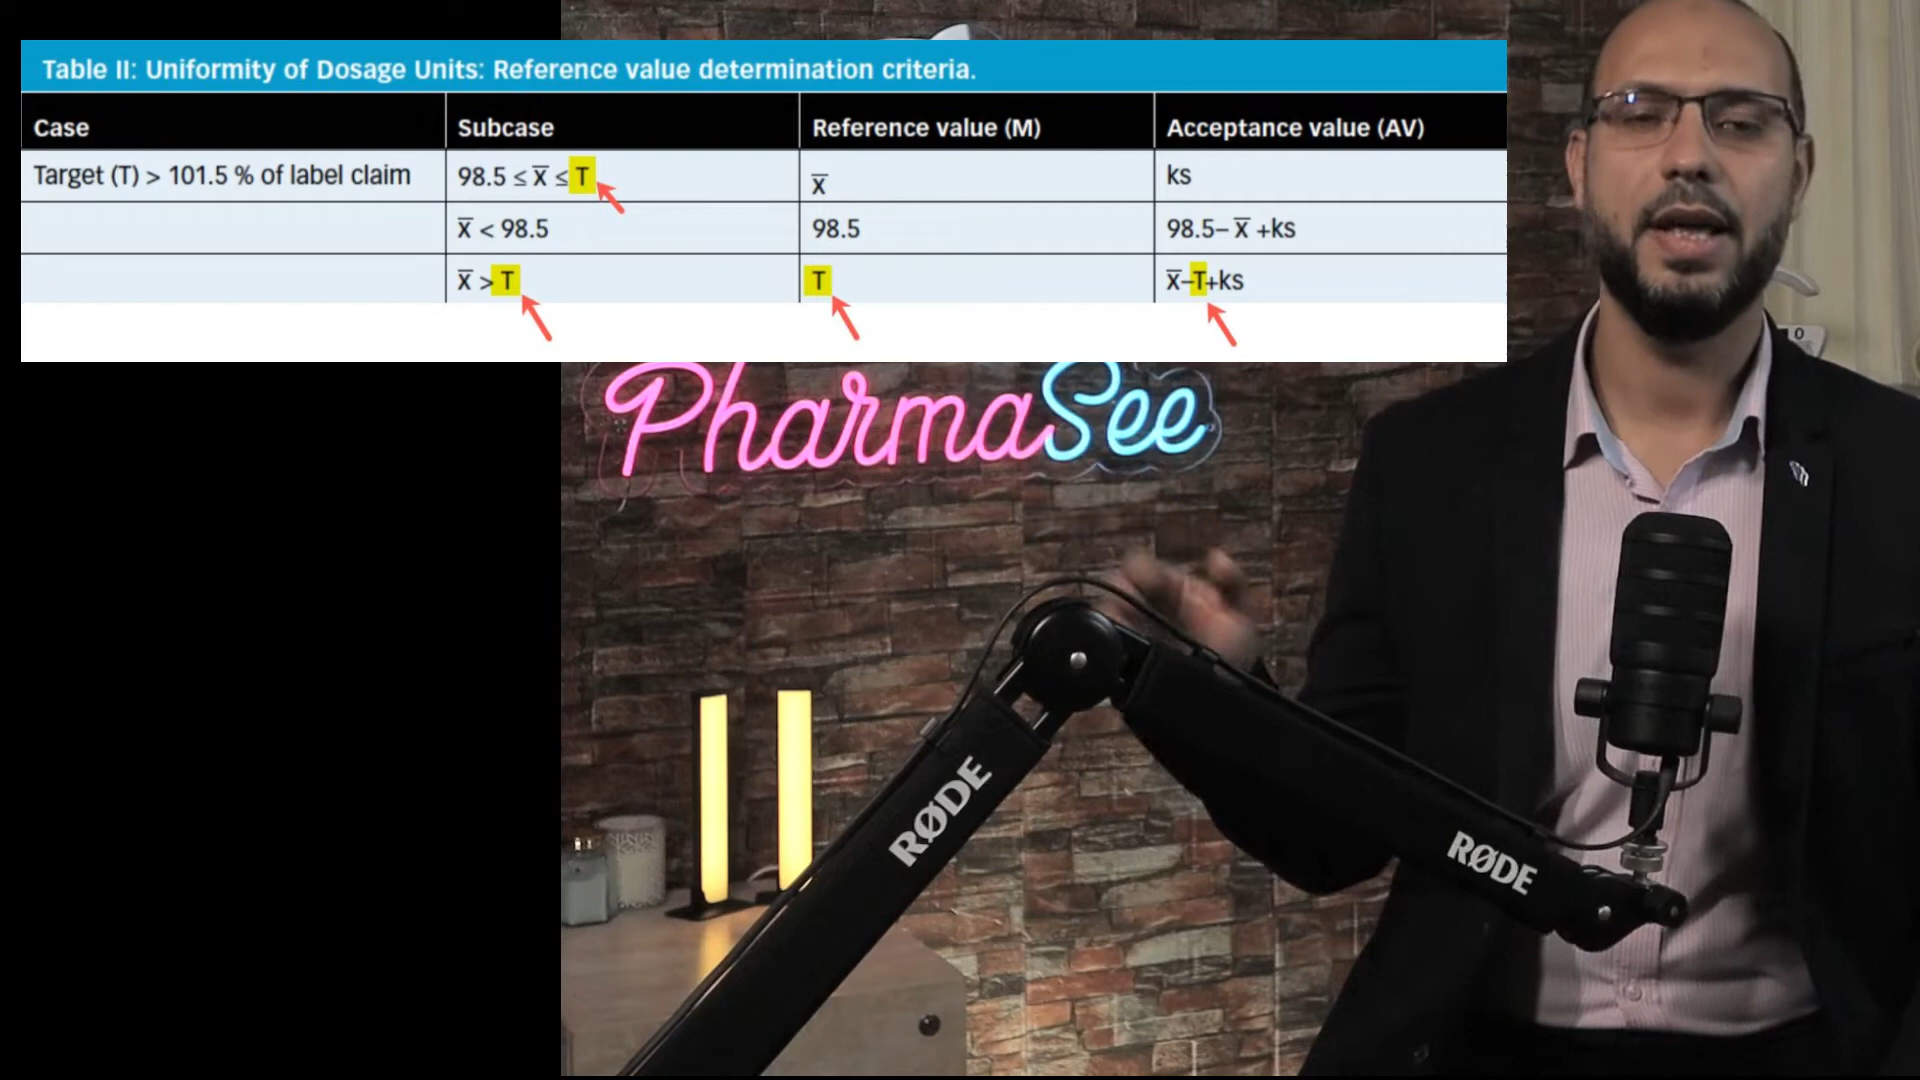 Table II: Uniformity of Dosage Units: Reference value determination criteria.
Case Subcase Reference value (M) Acceptance value (AV)
Target (T) > 101.5 % of label claim 98.5 ≤ x̅ ≤ T x̅ ks
x̅ < 98.5 98.5 98.5– x̅ +ks
x̅ > T T x̅–T+ks
PharmaSee
RØDE
RØDE